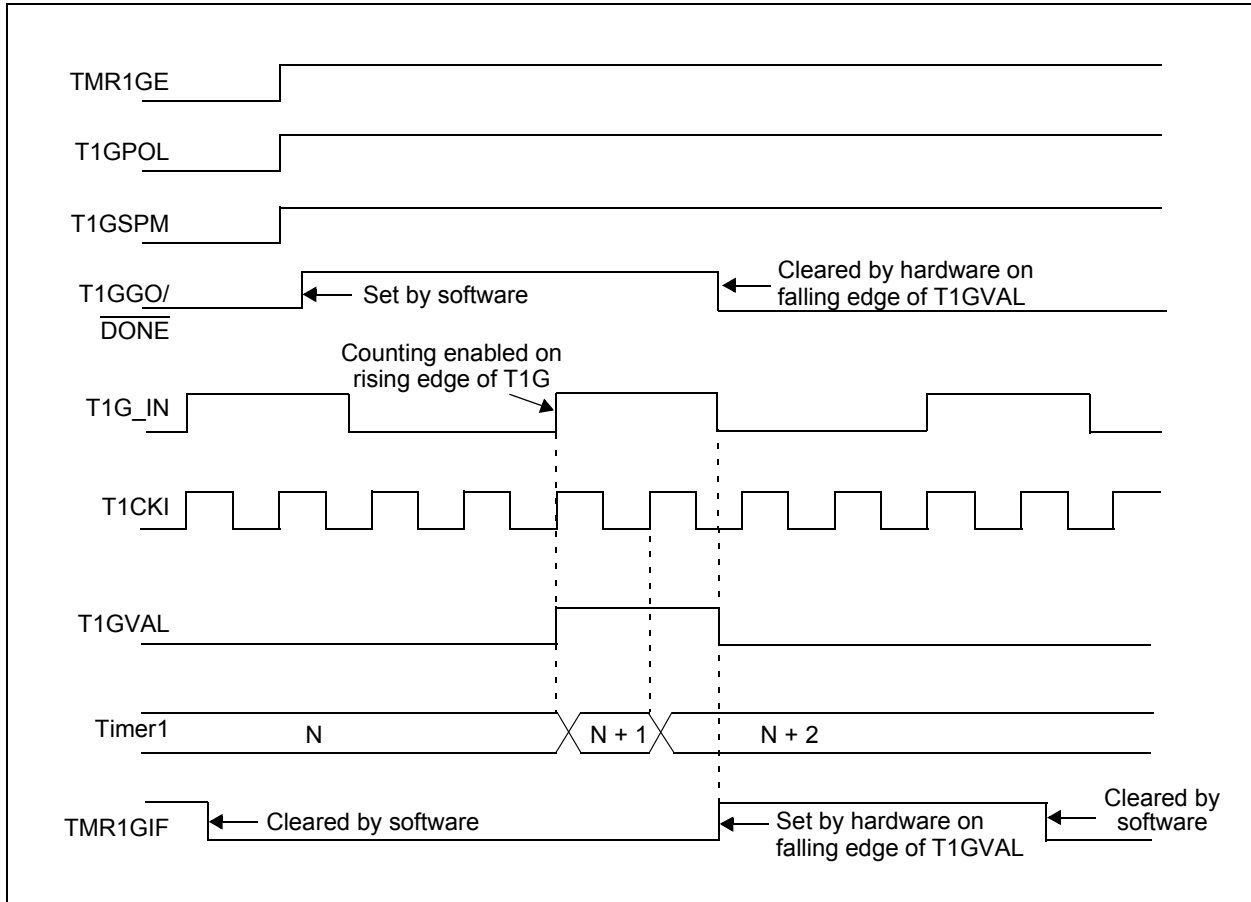 TMR1GE
T1GPOL
T1GSPM
T1GGO/
DONE
Set by software
Cleared by hardware on
falling edge of T1GVAL
Counting enabled on
rising edge of T1G
T1G_IN
T1CKI
T1GVAL
Timer1
N
N + 1
N + 2
TMR1GIF
Cleared by software
Set by hardware on
falling edge of T1GVAL
Cleared by
software